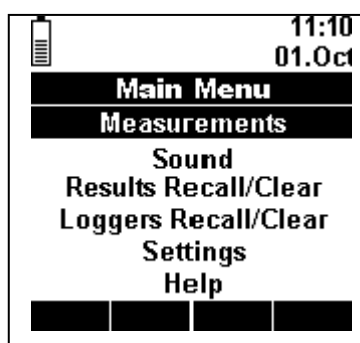 11:10
01.Oct
Main Menu
Measurements
Sound
Results Recall/Clear
Loggers Recall/Clear
Settings
Help